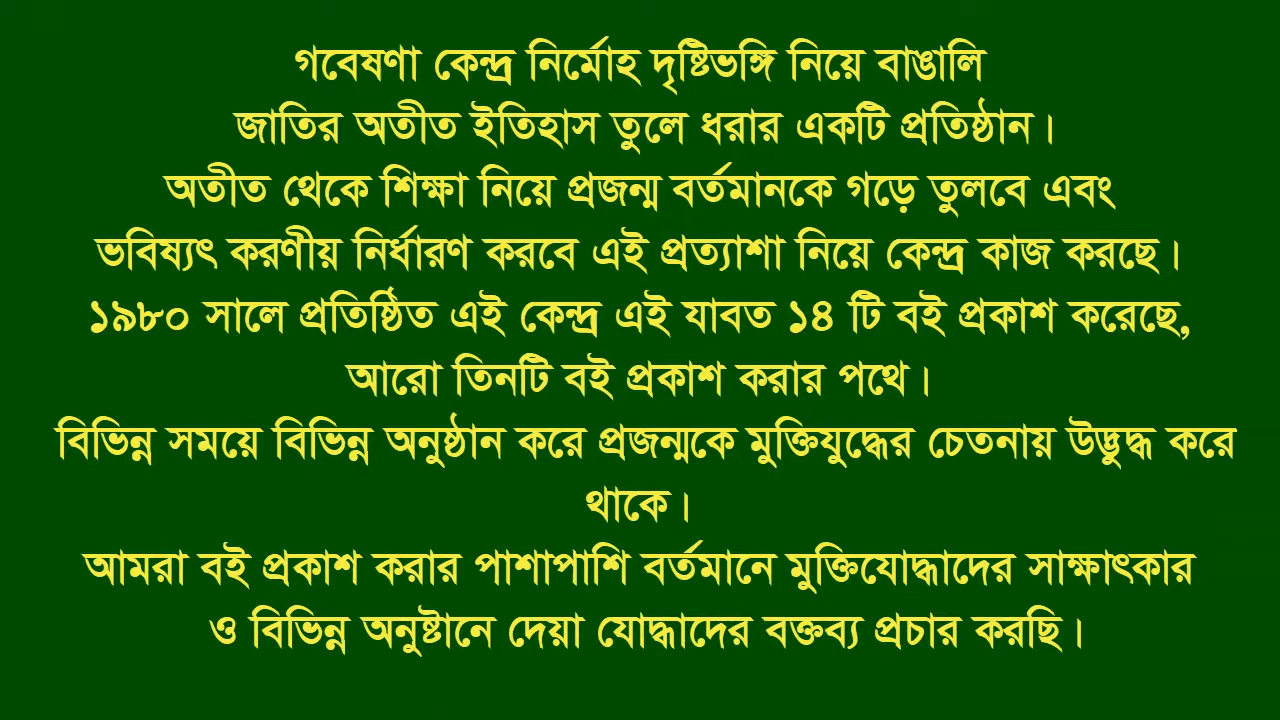 গবেষণা কেন্দ্র নির্মোহ দৃষ্টিভঙ্গি নিয়ে বাঙালি
জাতির অতীত ইতিহাস তুলে ধরার একটি প্রতিষ্ঠান।
অতীত থেকে শিক্ষা নিয়ে প্রজন্ম বর্তমানকে গড়ে তুলবে এবং
ভবিষ্যৎ করণীয় নির্ধারণ করবে এই প্রত্যাশা নিয়ে কেন্দ্র কাজ করছে।
১৯৮০ সালে প্রতিষ্ঠিত এই কেন্দ্র এই যাবত ১৪ টি বই প্রকাশ করেছে,
আরো তিনটি বই প্রকাশ করার পথে।
বিভিন্ন সময়ে বিভিন্ন অনুষ্ঠান করে প্রজন্মকে মুক্তিযুদ্ধের চেতনায় উদ্ভুদ্ধ করে
থাকে।
আমরা বই প্রকাশ করার পাশাপাশি বর্তমানে মুক্তিযোদ্ধাদের সাক্ষাৎকার
ও বিভিন্ন অনুষ্টানে দেয়া যোদ্ধাদের বক্তব্য প্রচার করছি।